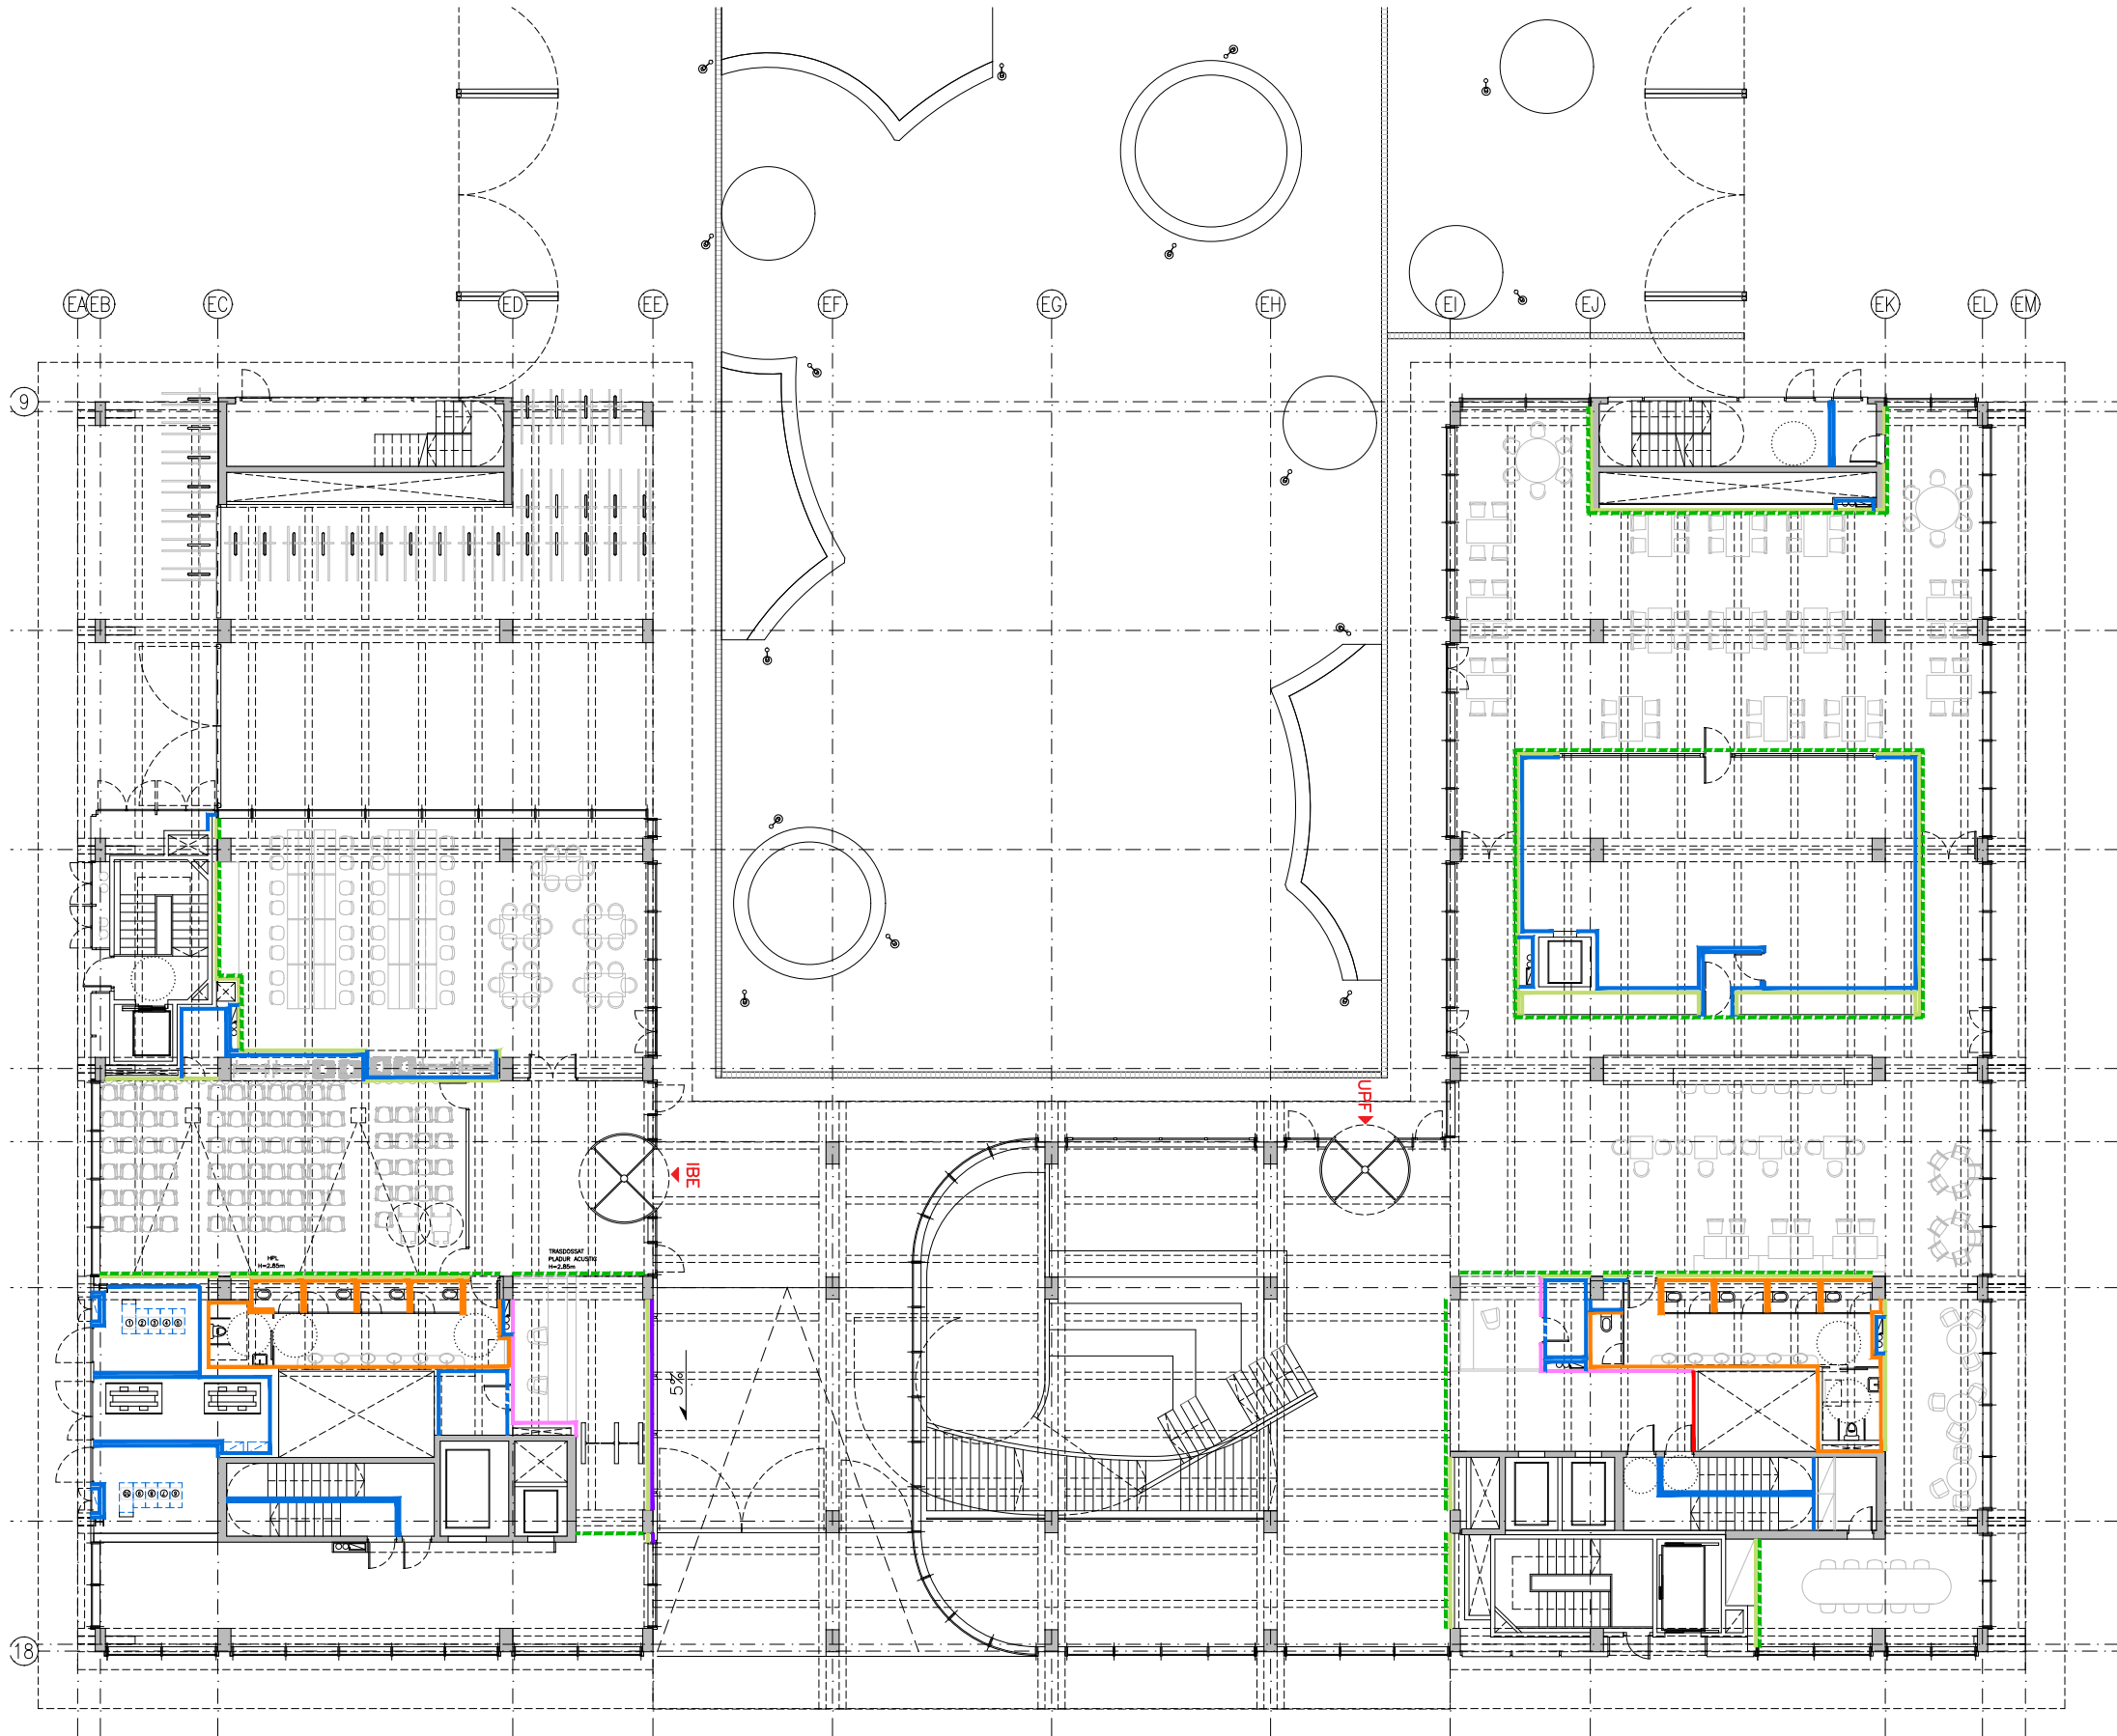 EA EB EC ED EE EF EG EH EI EJ EK EL EM
9
UPF
IBE
HPL
H=2.85m
TRASDOSSAT
PLADUR ACUSTIC
H=2.85m
5%
18